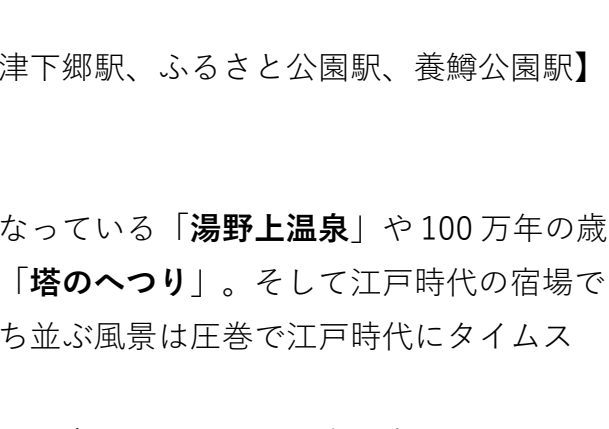 津下郷駅、ふるさと公園駅、養鱒公園駅】
なっている「湯野上温泉」や 100 万年の歳
「塔のへつり」。そして江戸時代の宿場で
ち並ぶ風景は圧巻で江戸時代にタイムス